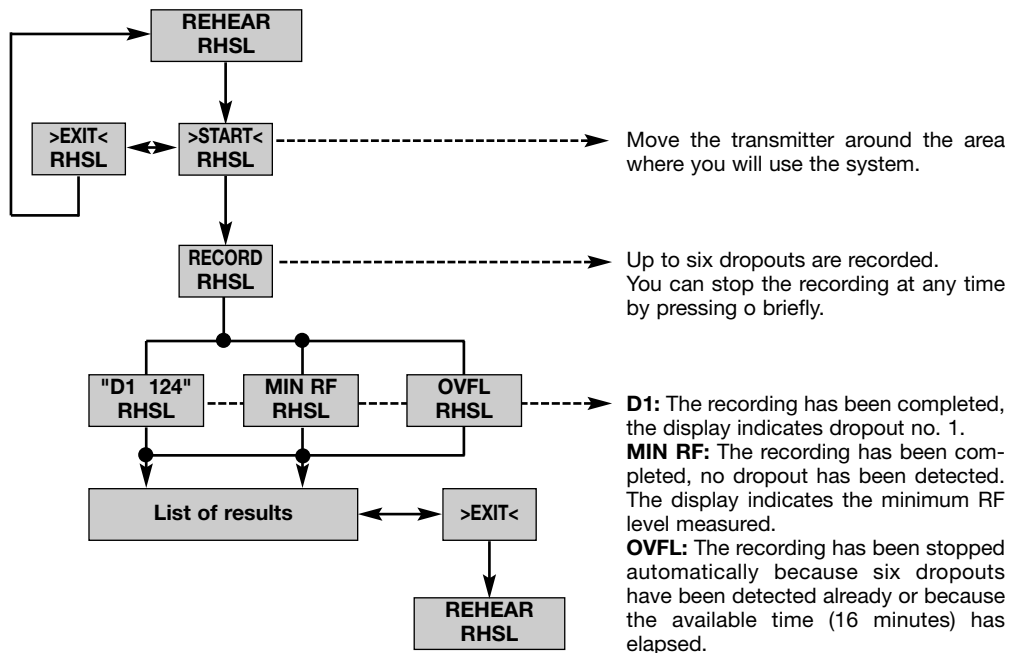 REHEAR
RHSL
>EXIT<
RHSL
>START<
RHSL
Move the transmitter around the area
where you will use the system.
RECORD
RHSL
Up to six dropouts are recorded.
You can stop the recording at any time
by pressing o briefly.
"D1 124"
RHSL
MIN RF
RHSL
OVFL
RHSL
D1: The recording has been completed,
the display indicates dropout no. 1.
MIN RF: The recording has been com-
pleted, no dropout has been detected.
The display indicates the minimum RF
level measured.
OVFL: The recording has been stopped
automatically because six dropouts
have been detected already or because
the available time (16 minutes) has
elapsed.
List of results
>EXIT<
REHEAR
RHSL